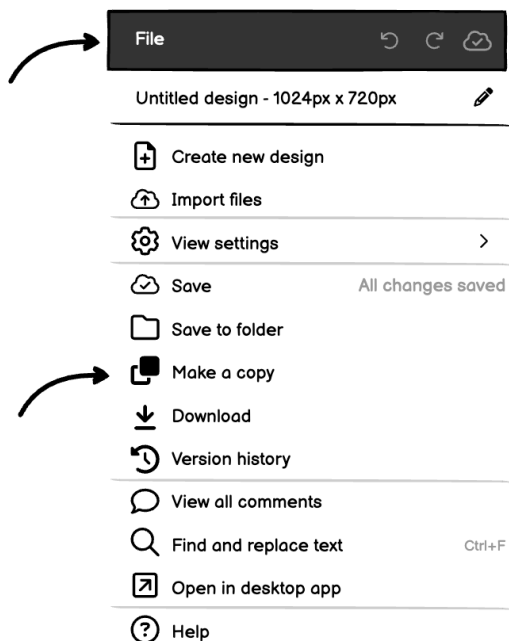 File
Untitled design - 1024px x 720px
Create new design
Import files
View settings
Save All changes saved
Save to folder
Make a copy
Download
Version history
View all comments
Find and replace text Ctrl+F
Open in desktop app
Help